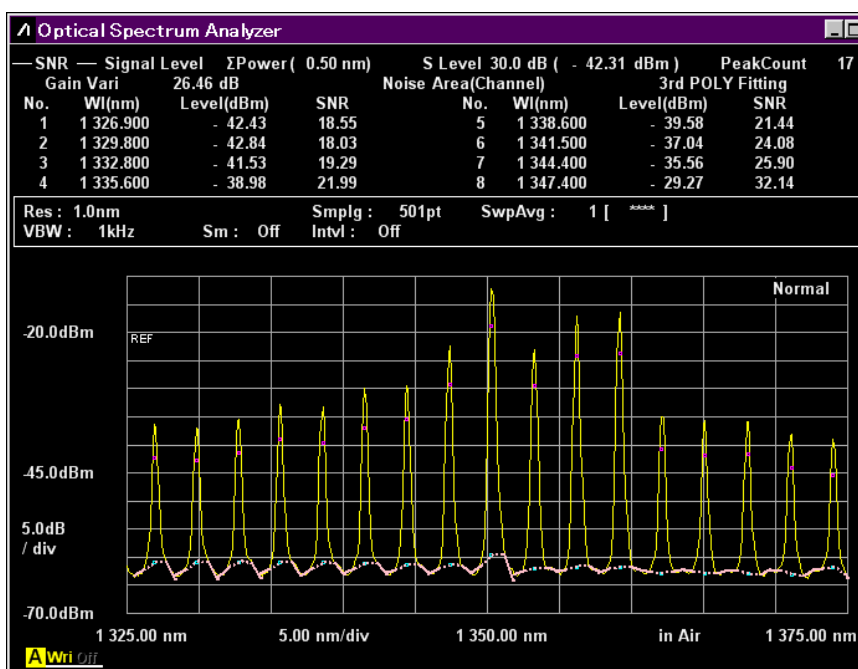 Optical Spectrum Analyzer
SNR — Signal Level ΣPower( 0.50 nm) S Level 30.0 dB ( - 42.31 dBm ) PeakCount 17
Gain Vari 26.46 dB Noise Area(Channel) 3rd POLY Fitting
No. Wl(nm) Level(dBm) SNR No. Wl(nm) Level(dBm) SNR
1 1 326.900 - 42.43 18.55 5 1 338.600 - 39.58 21.44
2 1 329.800 - 42.84 18.03 6 1 341.500 - 37.04 24.08
3 1 332.800 - 41.53 19.29 7 1 344.400 - 35.56 25.90
4 1 335.600 - 38.98 21.99 8 1 347.400 - 29.27 32.14
Res : 1.0nm Smplg : 501pt SwpAvg : 1 [ **** ]
VBW : 1kHz Sm : Off Intvl : Off
Normal
-20.0dBm
REF
-45.0dBm
5.0dB
/ div
-70.0dBm
1 325.00 nm 5.00 nm/div 1 350.00 nm in Air 1 375.00 nm
A Wri Off